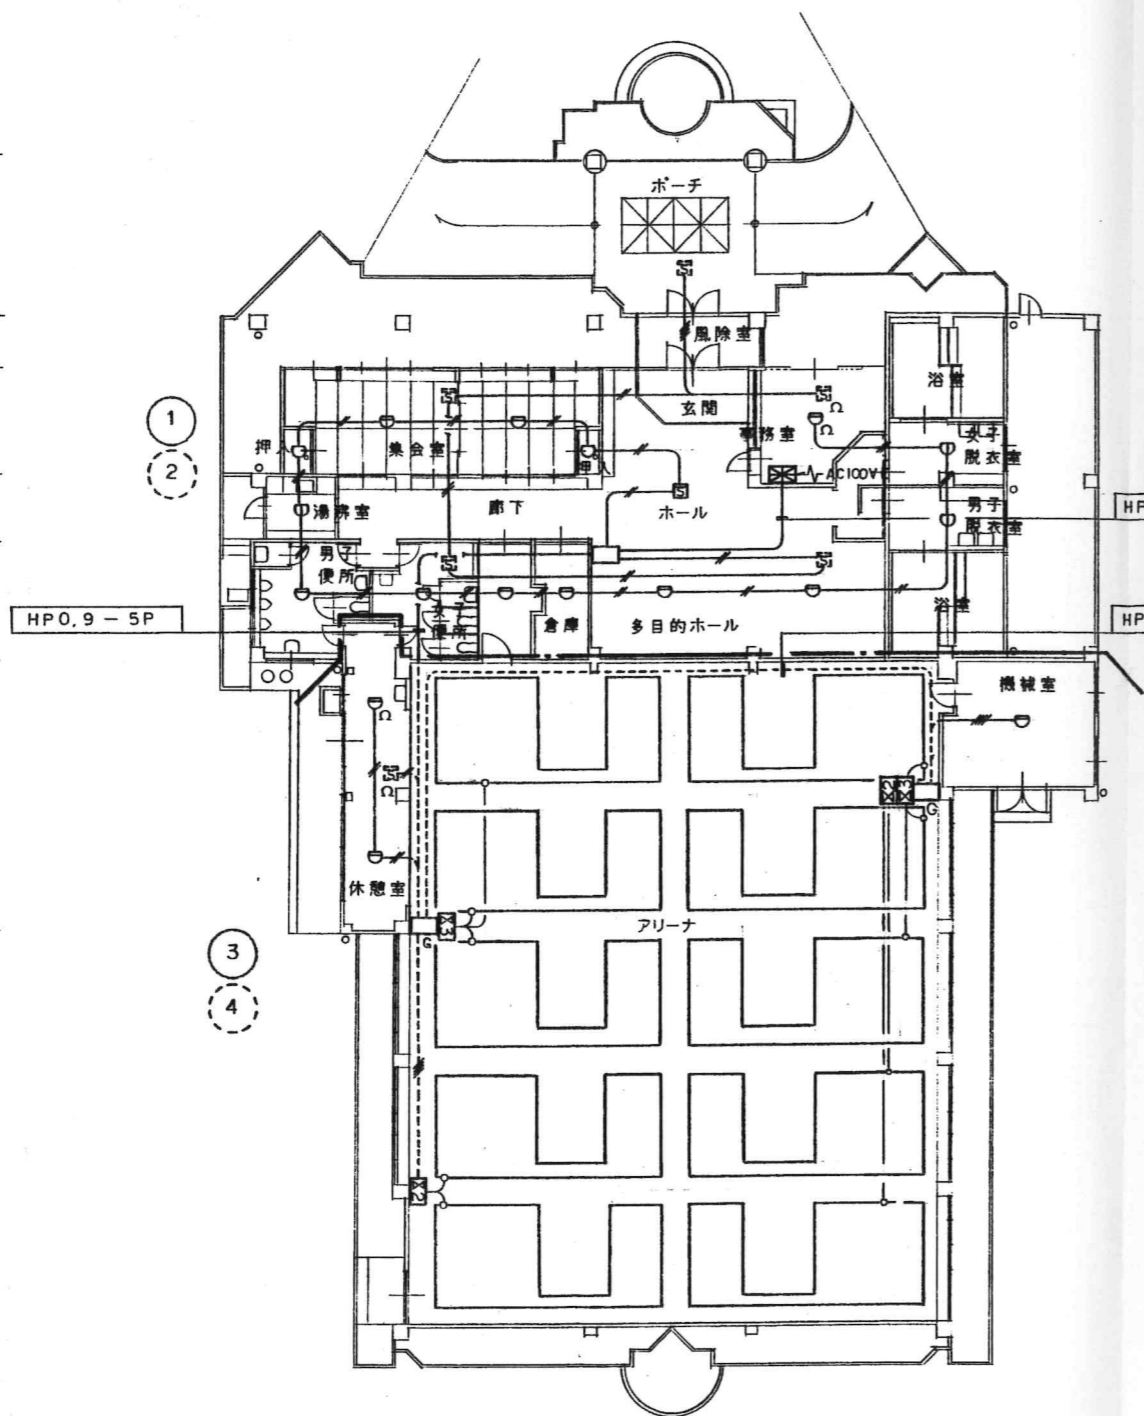 ポーチ
風除室
浴室
玄関
①
②
事務室
女子
脱衣室
押入
集会室
押
AC100V
廊下
ホール
湯沸室
男子
脱衣室
HP
男子
便所
HP0,9-5P
女子
便所
倉庫
多目的ホール
浴室
HP
機械室
休憩室
アリーナ
G
G
③
④